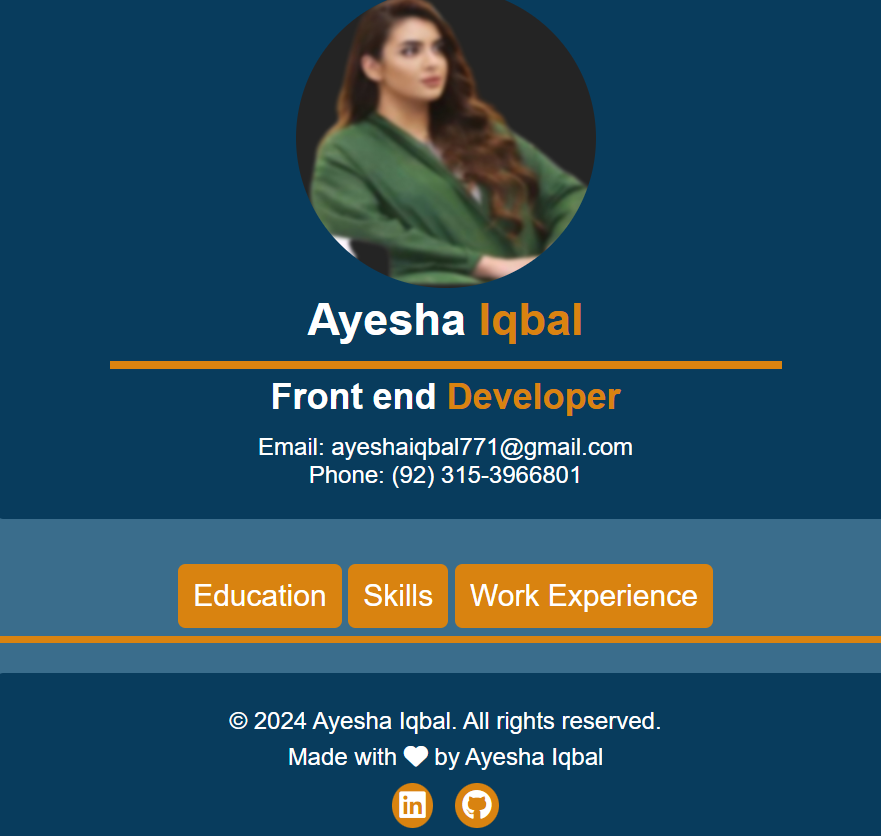 Ayesha Iqbal
Front end Developer
Email: ayeshaiqbal771@gmail.com
Phone: (92) 315-3966801
Education Skills Work Experience
© 2024 Ayesha Iqbal. All rights reserved.
Made with ♥ by Ayesha Iqbal
in